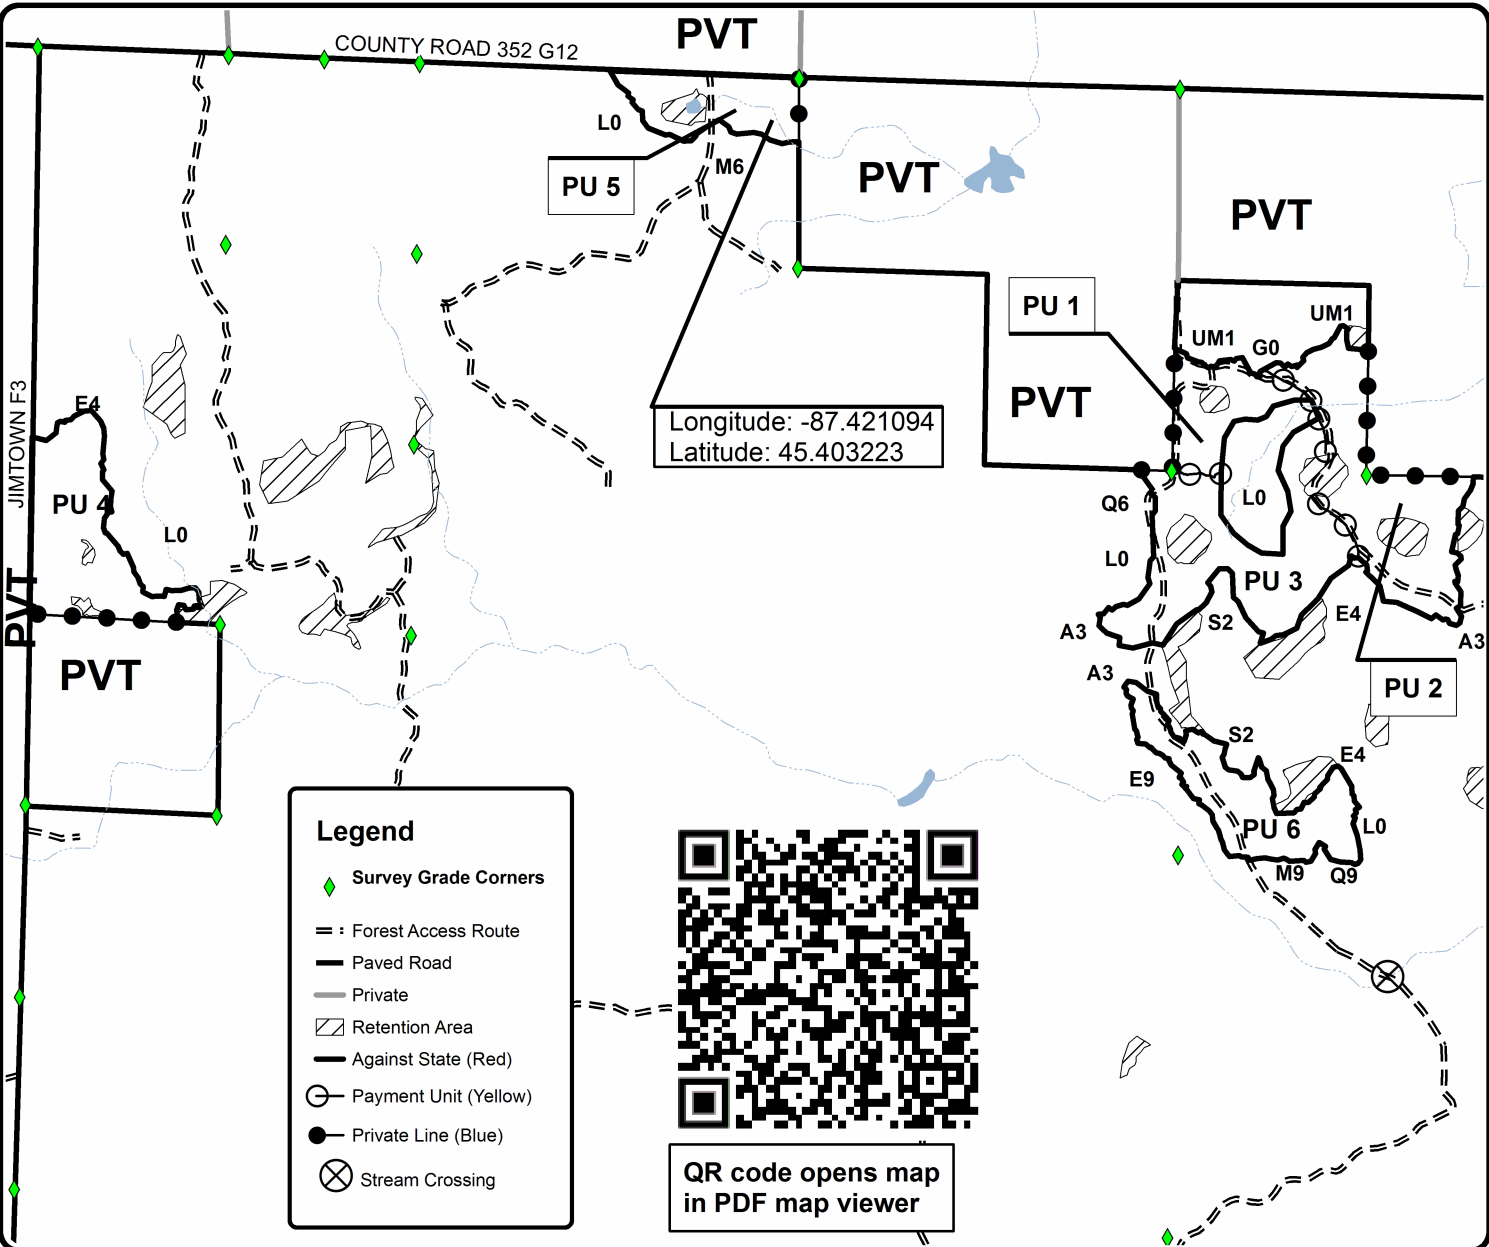 PVT
COUNTY ROAD 352 G12
L0
M6
PU 5
PVT
PVT
PU 1
UM1
UM1
G0
PVT
JIMTOWN F3
E4
Longitude: -87.421094
Latitude: 45.403223
PU 4
L0
Q6
L0
L0
PU 3
PVT
E4
S2
A3
A3
PVT
A3
PU 2
S2
E4
E9
PU 6
L0
M9
Q9
Legend
Survey Grade Corners
Forest Access Route
Paved Road
Private
Retention Area
Against State (Red)
Payment Unit (Yellow)
Private Line (Blue)
Stream Crossing
QR code opens map
in PDF map viewer